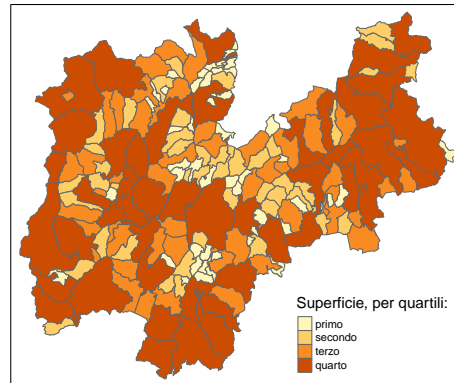 Superficie, per quartili:
primo
secondo
terzo
quarto